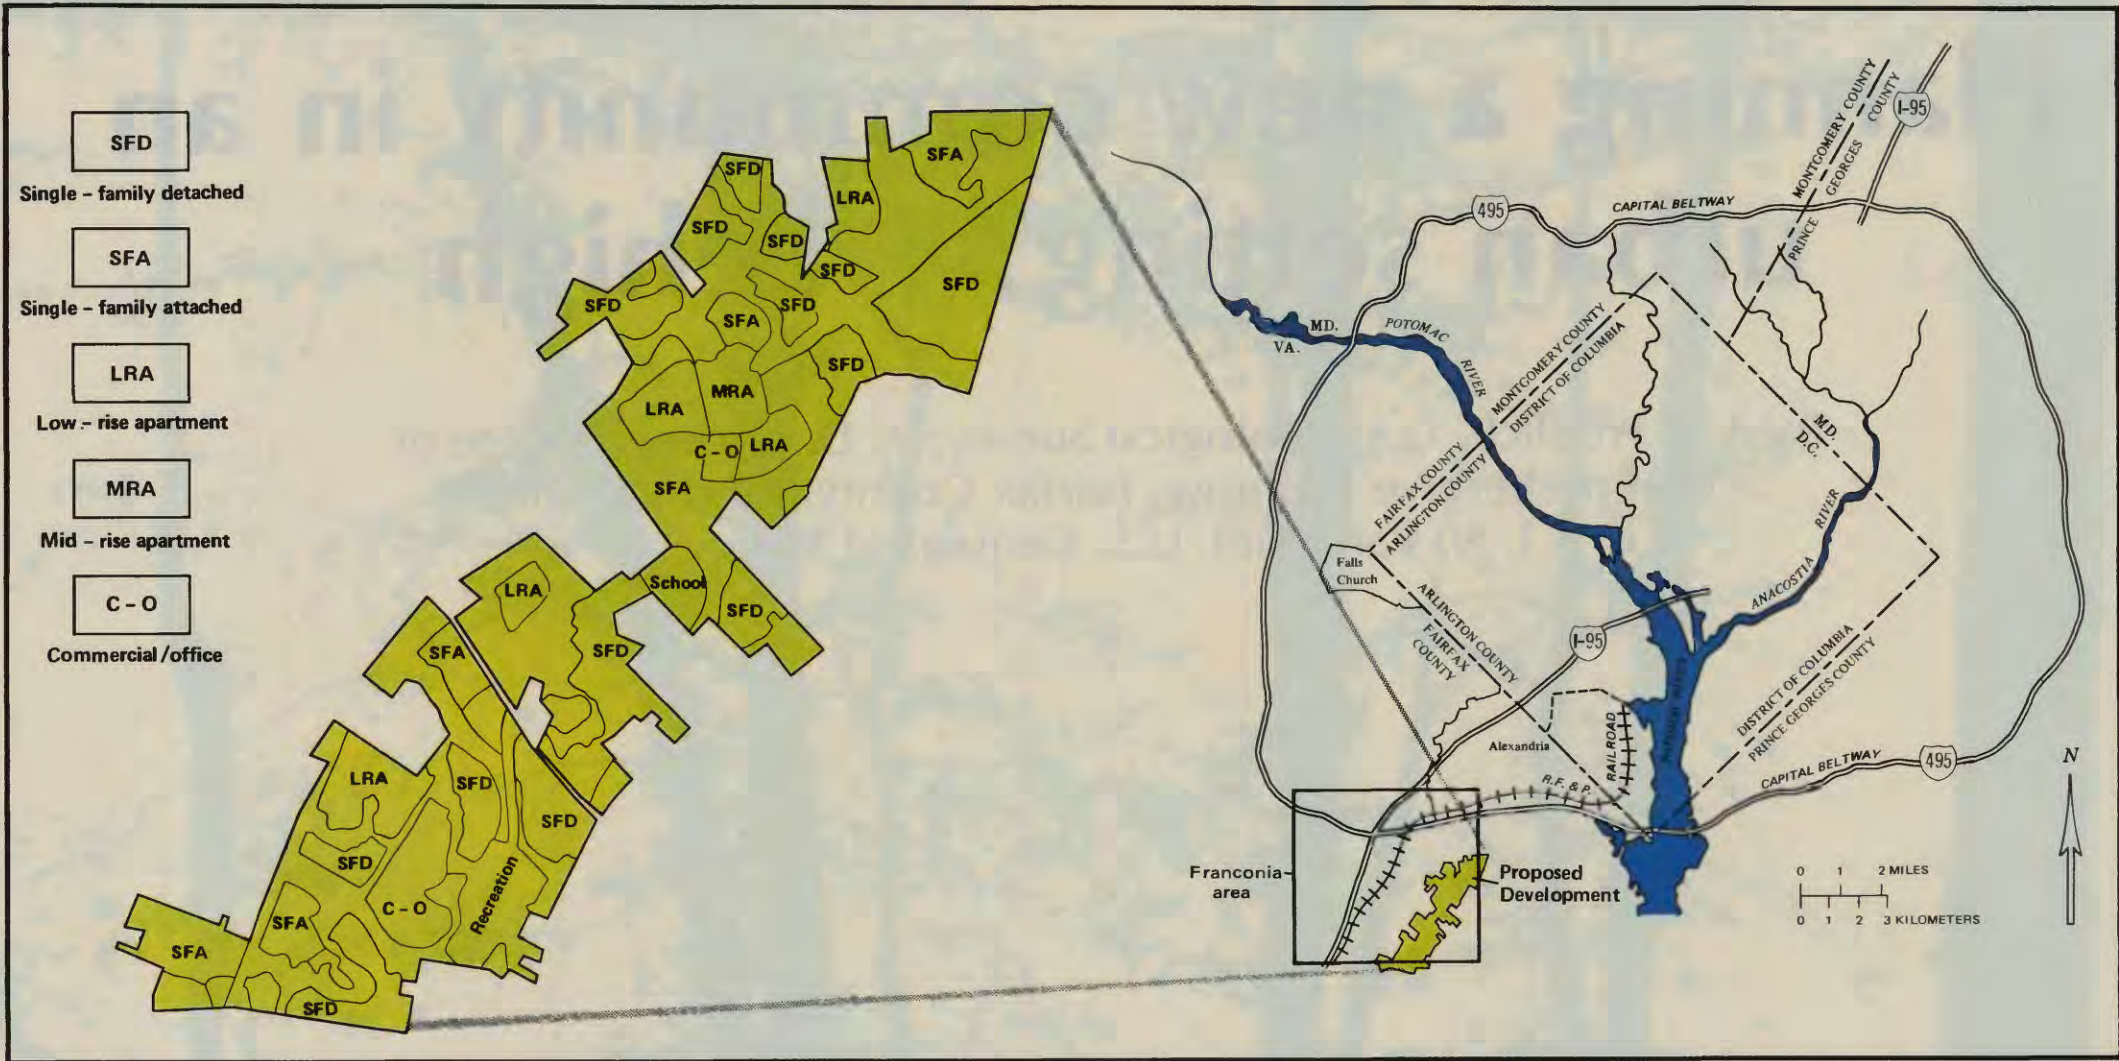 SFD
Single - family detached
SFA
Single - family attached
LRA
Low - rise apartment
MRA
Mid - rise apartment
C - O
Commercial/office
SFA
SFD
LRA
SFD
SFD
SFD
SFD
SFD
SFD
SFA
SFD
MRA
LRA
LRA
C - O
SFA
School
SFD
LRA
SFD
SFA
LRA
SFD
SFD
SFD
Recreation
C - O
SFA
SFA
SFD
MONTGOMERY COUNTY
PRINCE GEORGES COUNTY
I-95
495
CAPITAL BELTWAY
MD.
VA.
POTOMAC
RIVER
MONTGOMERY COUNTY
DISTRICT OF COLUMBIA
MD.
D.C.
FAIRFAX COUNTY
ARLINGTON COUNTY
Falls
Church
ARLINGTON COUNTY
FAIRFAX
COUNTY
ANACOSTIA
RIVER
I-95
DISTRICT OF COLUMBIA
PRINCE GEORGES COUNTY
Alexandria
RAILROAD
R.F. & P.
CAPITAL BELTWAY
495
N
Franconia
area
Proposed
Development
0 1 2 MILES
0 1 2 3 KILOMETERS